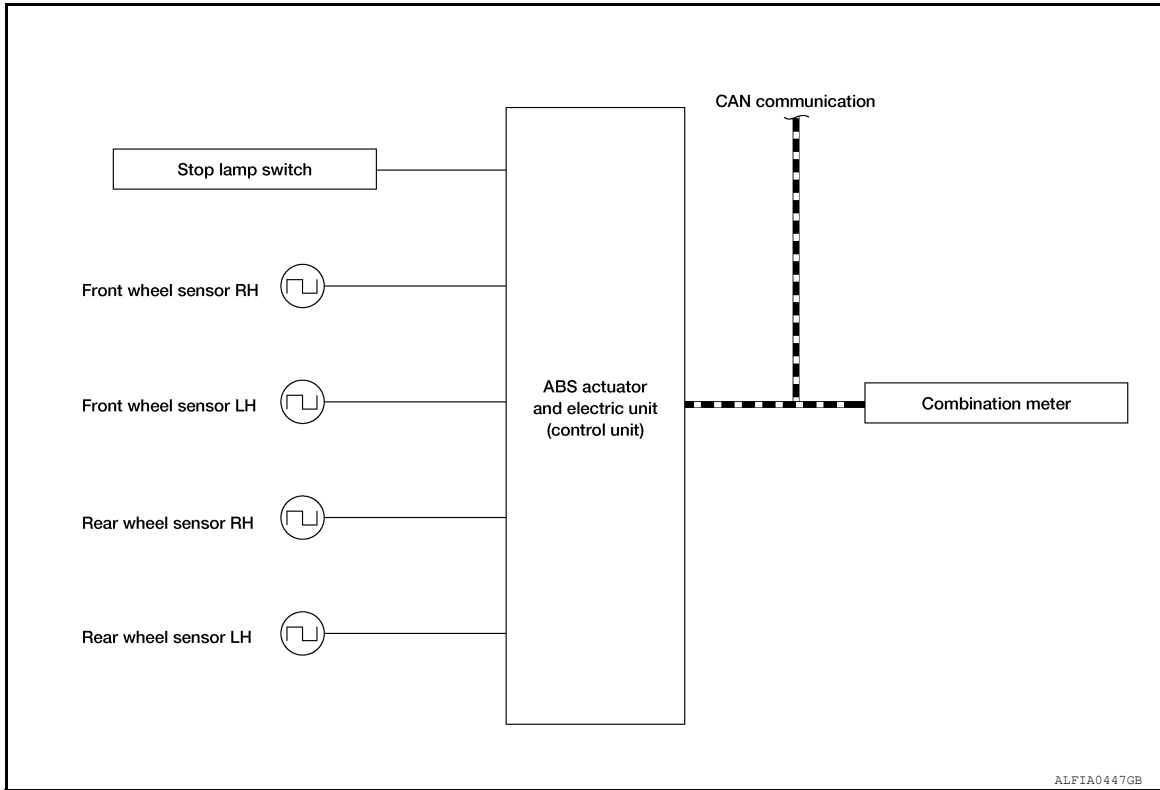 CAN communication
Stop lamp switch
Front wheel sensor RH
Front wheel sensor LH
ABS actuator
and electric unit
(control unit)
Combination meter
Rear wheel sensor RH
Rear wheel sensor LH
ALFIA0447GB